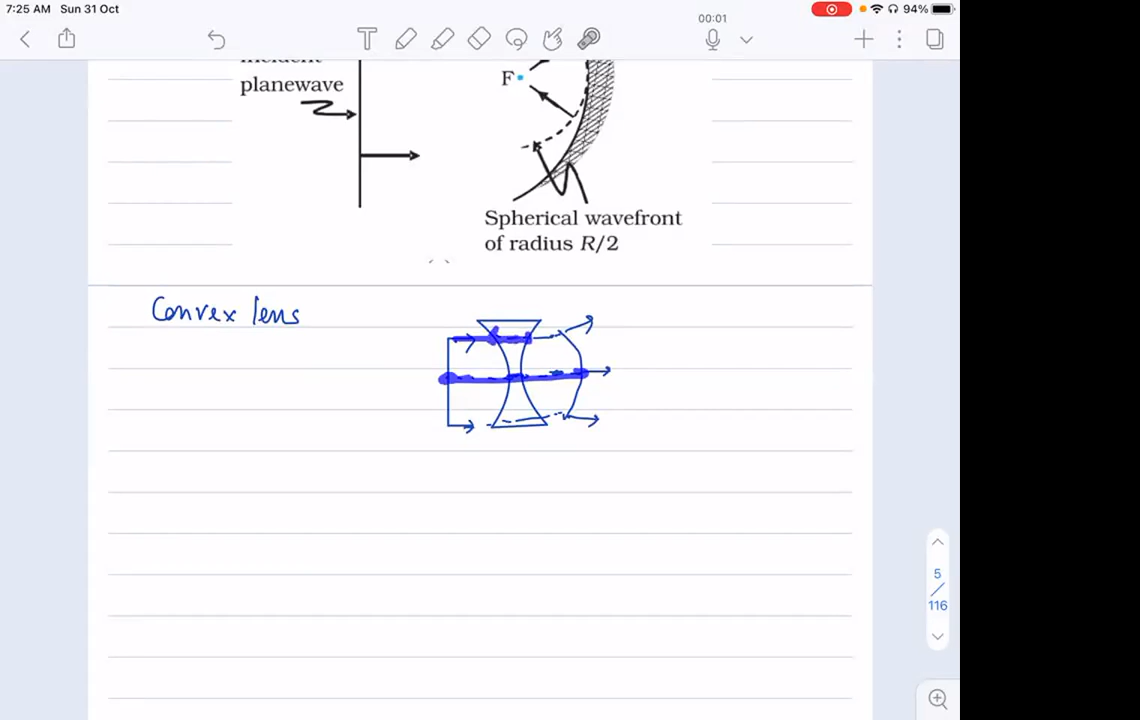 7:25 AM Sun 31 Oct
94%
00:01
planewave
F
Spherical wavefront
of radius R/2
Convex lens
5
/
116